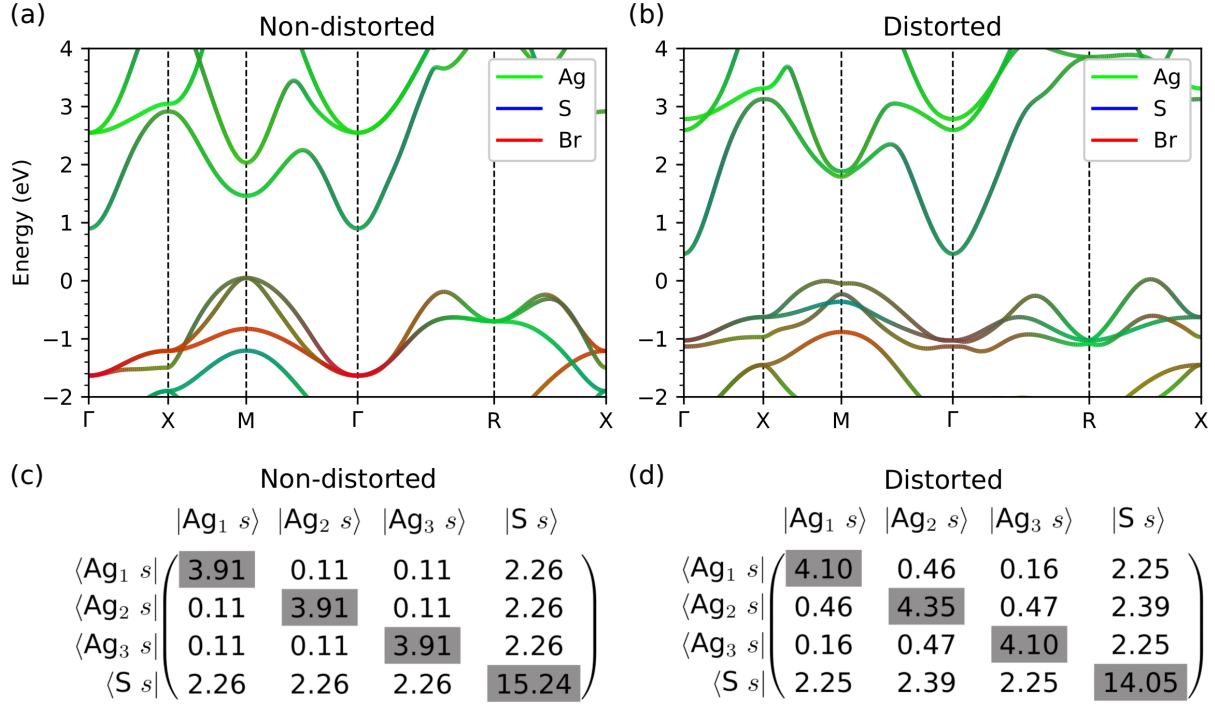 (a) Non-distorted
(b) Distorted
Energy (eV)
4
3
2
1
0
−1
−2
Γ X M Γ R X
Ag
S
Br
4
3
2
1
0
−1
−2
Γ X M Γ R X
Ag
S
Br
(c) Non-distorted
|Ag₁ s⟩ |Ag₂ s⟩ |Ag₃ s⟩ |S s⟩
⟨Ag₁ s| 3.91 0.11 0.11 2.26
⟨Ag₂ s| 0.11 3.91 0.11 2.26
⟨Ag₃ s| 0.11 0.11 3.91 2.26
⟨S s| 2.26 2.26 2.26 15.24
(d) Distorted
|Ag₁ s⟩ |Ag₂ s⟩ |Ag₃ s⟩ |S s⟩
⟨Ag₁ s| 4.10 0.46 0.16 2.25
⟨Ag₂ s| 0.46 4.35 0.47 2.39
⟨Ag₃ s| 0.16 0.47 4.10 2.25
⟨S s| 2.25 2.39 2.25 14.05